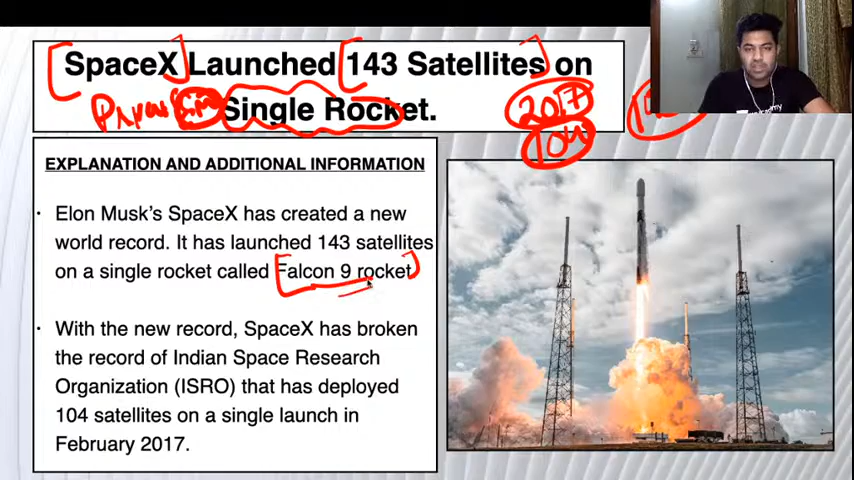 SpaceX Launched 143 Satellites on
Single Rocket.
2017
104
EXPLANATION AND ADDITIONAL INFORMATION
· Elon Musk's SpaceX has created a new
world record. It has launched 143 satellites
on a single rocket called Falcon 9 rocket
· With the new record, SpaceX has broken
the record of Indian Space Research
Organization (ISRO) that has deployed
104 satellites on a single launch in
February 2017.